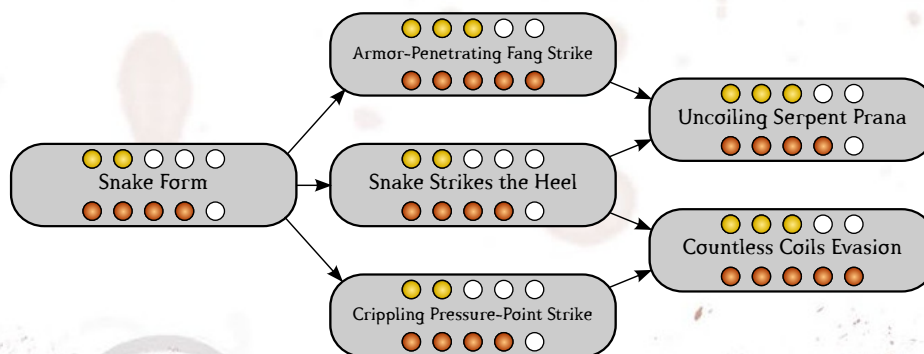 Armor-Penetrating Fang Strike
Uncoiling Serpent Prana
Snake Form
Snake Strikes the Heel
Countless Coils Evasion
Crippling Pressure-Point Strike